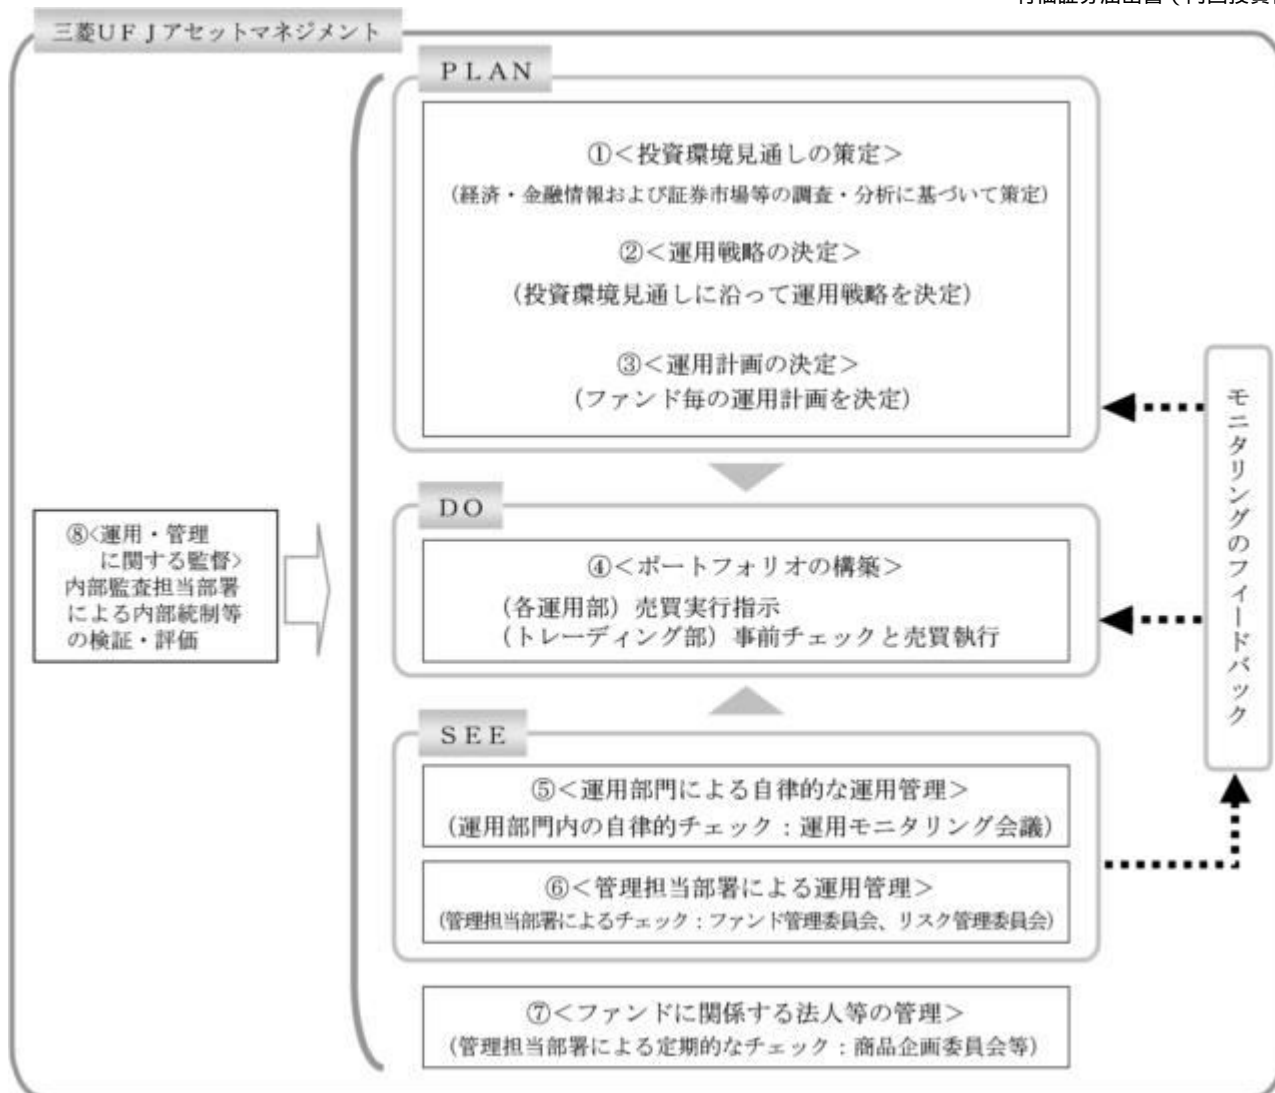 三菱UFJアセットマネジメント
PLAN
①<投資環境見通しの策定>
(経済・金融情報および証券市場等の調査・分析に基づいて策定)
②<運用戦略の決定>
(投資環境見通しに沿って運用戦略を決定)
③<運用計画の決定>
(ファンド毎の運用計画を決定)
DO
④<ポートフォリオの構築>
(各運用部)売買実行指示
(トレーディング部)事前チェックと売買執行
SEE
⑤<運用部門による自律的な運用管理>
(運用部門内の自律的チェック:運用モニタリング会議)
⑥<管理担当部署による運用管理>
(管理担当部署によるチェック:ファンド管理委員会、リスク管理委員会)
⑦<ファンドに関係する法人等の管理>
(管理担当部署による定期的なチェック:商品企画委員会等)
⑧<運用・管理
に関する監督>
内部監査担当部署
による内部統制等
の検証・評価
モニタリングのフィードバック